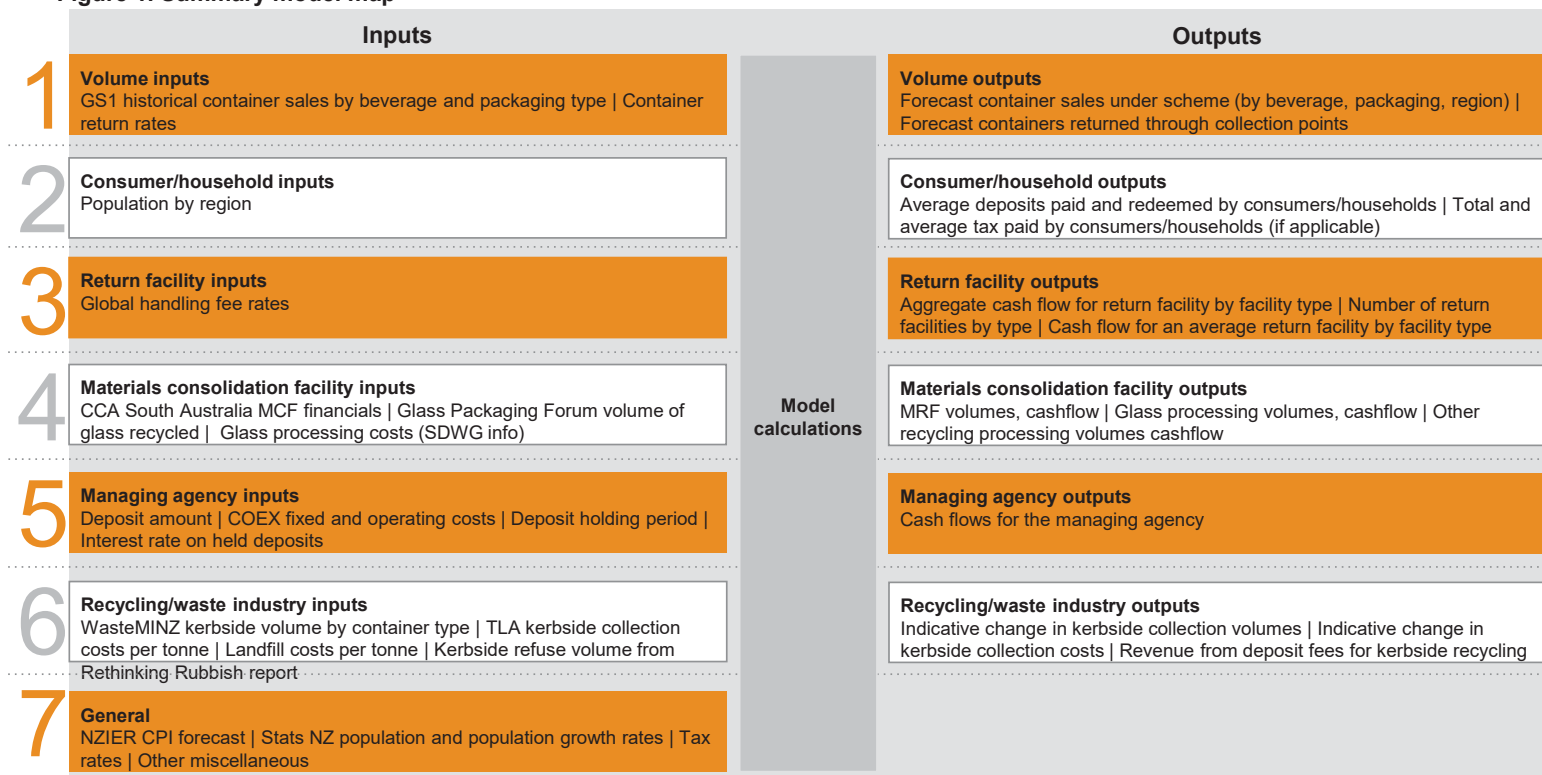 Figure 1: Summary Model Map
Inputs
Outputs
1
Volume inputs
GS1 historical container sales by beverage and packaging type | Container
return rates
Volume outputs
Forecast container sales under scheme (by beverage, packaging, region) |
Forecast containers returned through collection points
2
Consumer/household inputs
Population by region
Consumer/household outputs
Average deposits paid and redeemed by consumers/households | Total and
average tax paid by consumers/households (if applicable)
3
Return facility inputs
Global handling fee rates
Return facility outputs
Aggregate cash flow for return facility by facility type | Number of return
facilities by type | Cash flow for an average return facility by facility type
4
Materials consolidation facility inputs
CCA South Australia MCF financials | Glass Packaging Forum volume of
glass recycled | Glass processing costs (SDWG info)
Model
calculations
Materials consolidation facility outputs
MRF volumes, cashflow | Glass processing volumes, cashflow | Other
recycling processing volumes cashflow
5
Managing agency inputs
Deposit amount | COEX fixed and operating costs | Deposit holding period |
Interest rate on held deposits
Managing agency outputs
Cash flows for the managing agency
6
Recycling/waste industry inputs
WasteMINZ kerbside volume by container type | TLA kerbside collection
costs per tonne | Landfill costs per tonne | Kerbside refuse volume from
Rethinking Rubbish report
Recycling/waste industry outputs
Indicative change in kerbside collection volumes | Indicative change in
kerbside collection costs | Revenue from deposit fees for kerbside recycling
7
General
NZIER CPI forecast | Stats NZ population and population growth rates | Tax
rates | Other miscellaneous